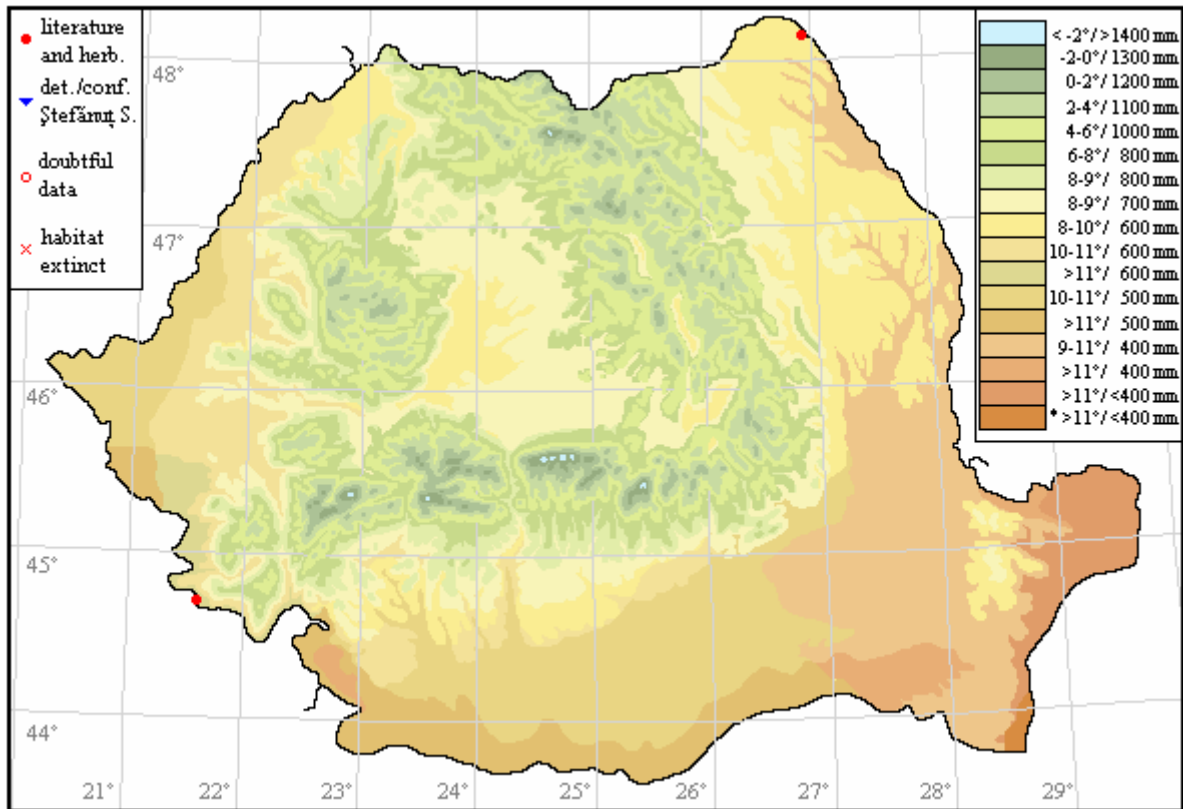 literature
and herb.
det./conf.
Ștefănuț S.
doubtful
data
habitat
extinct
< -2°/>1400 mm
-2-0°/1300 mm
0-2°/1200 mm
2-4°/1100 mm
4-6°/1000 mm
6-8°/ 800 mm
8-9°/ 800 mm
8-9°/ 700 mm
8-10°/ 600 mm
10-11°/ 600 mm
>11°/ 600 mm
10-11°/ 500 mm
>11°/ 500 mm
9-11°/ 400 mm
>11°/ 400 mm
>11°/<400 mm
* >11°/<400 mm
48°
47°
46°
45°
44°
21°
22°
23°
24°
25°
26°
27°
28°
29°